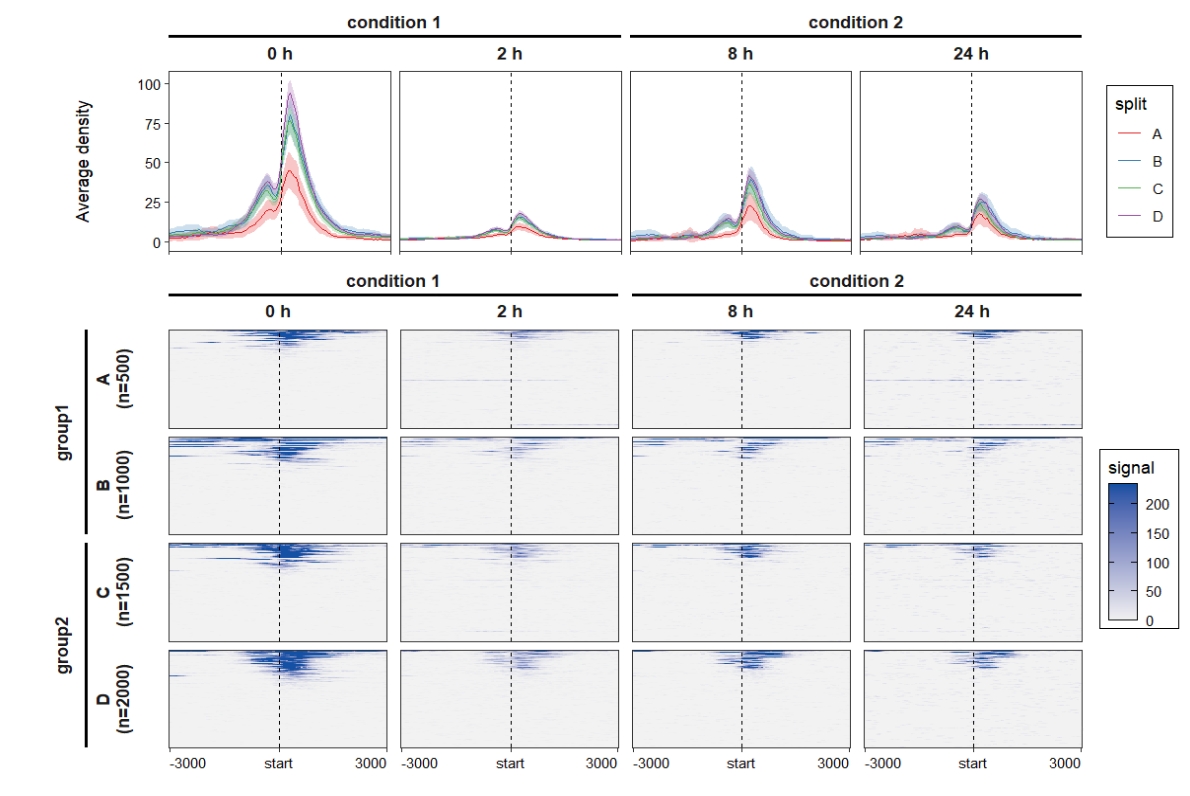 condition 1
condition 2
0 h
2 h
8 h
24 h
Average density
100
75
50
25
0
split
A
B
C
D
condition 1
condition 2
0 h
2 h
8 h
24 h
group1
A
(n=500)
B
(n=1000)
group2
C
(n=1500)
D
(n=2000)
signal
200
150
100
50
0
-3000 start 3000
-3000 start 3000
-3000 start 3000
-3000 start 3000